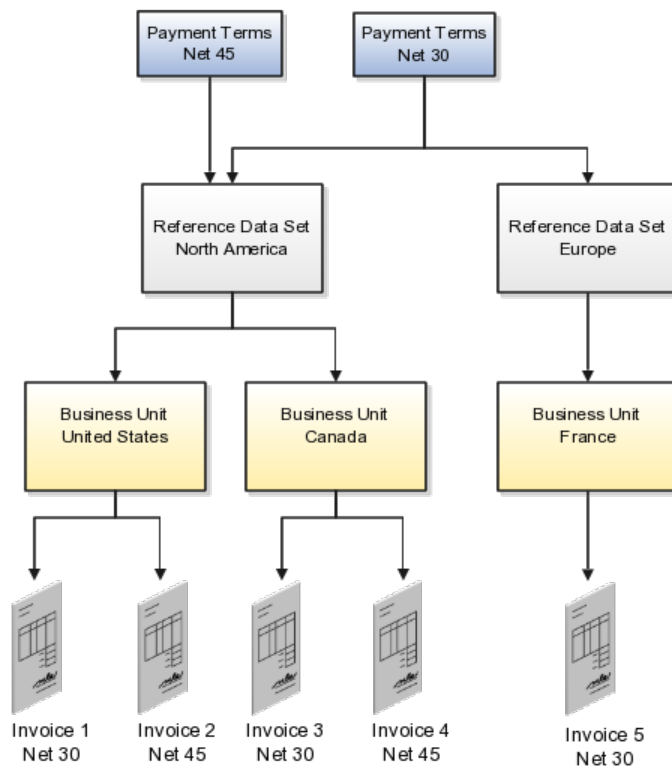 Payment Terms
Net 45
Payment Terms
Net 30
Reference Data Set
North America
Reference Data Set
Europe
Business Unit
United States
Business Unit
Canada
Business Unit
France
Invoice 1
Net 30
Invoice 2
Net 45
Invoice 3
Net 30
Invoice 4
Net 45
Invoice 5
Net 30